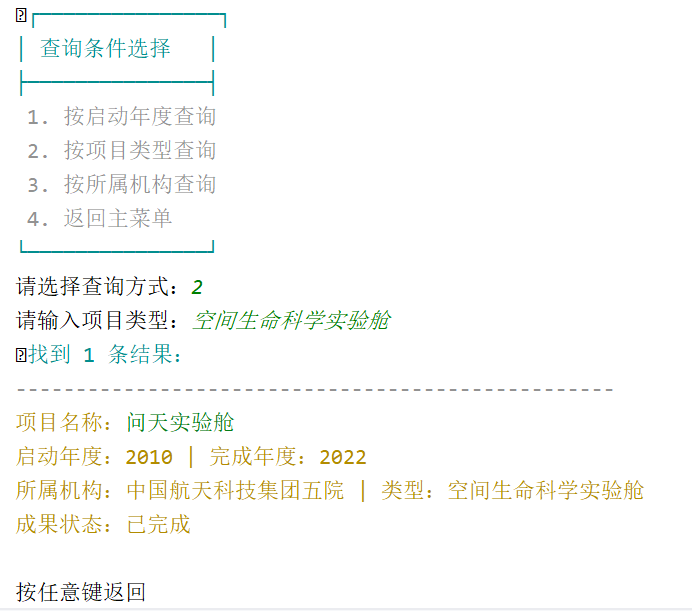 查询条件选择
1. 按启动年度查询
2. 按项目类型查询
3. 按所属机构查询
4. 返回主菜单
请选择查询方式：2
请输入项目类型：空间生命科学实验舱
找到 1 条结果：
--------------------------------------------------
项目名称：问天实验舱
启动年度：2010 | 完成年度：2022
所属机构：中国航天科技集团五院 | 类型：空间生命科学实验舱
成果状态：已完成
按任意键返回